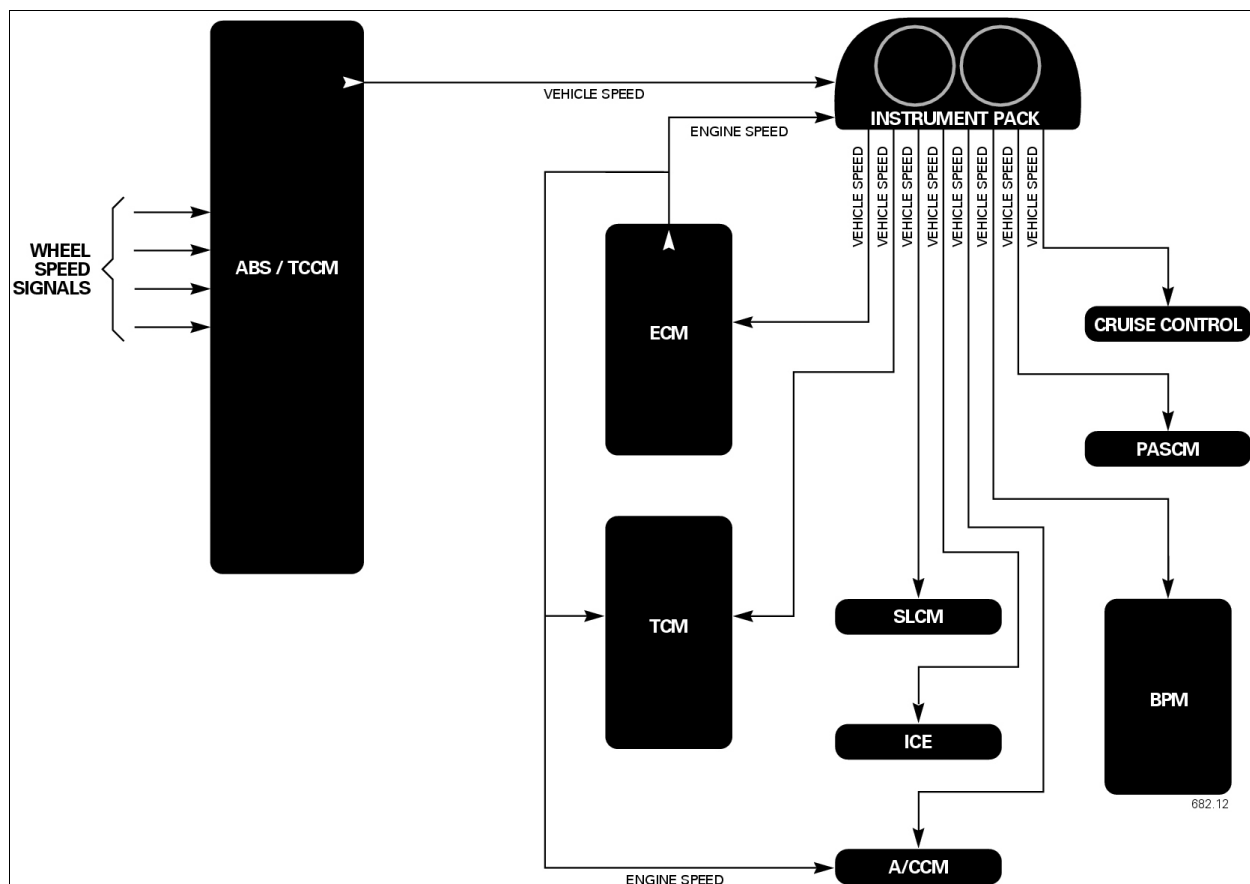 VEHICLE SPEED
INSTRUMENT PACK
ENGINE SPEED
VEHICLE SPEED
VEHICLE SPEED
VEHICLE SPEED
VEHICLE SPEED
VEHICLE SPEED
VEHICLE SPEED
VEHICLE SPEED
VEHICLE SPEED
WHEEL
SPEED
SIGNALS
ABS / TCCM
ECM
CRUISE CONTROL
PASCM
TCM
SLCM
ICE
BPM
682.12
A/CCM
ENGINE SPEED